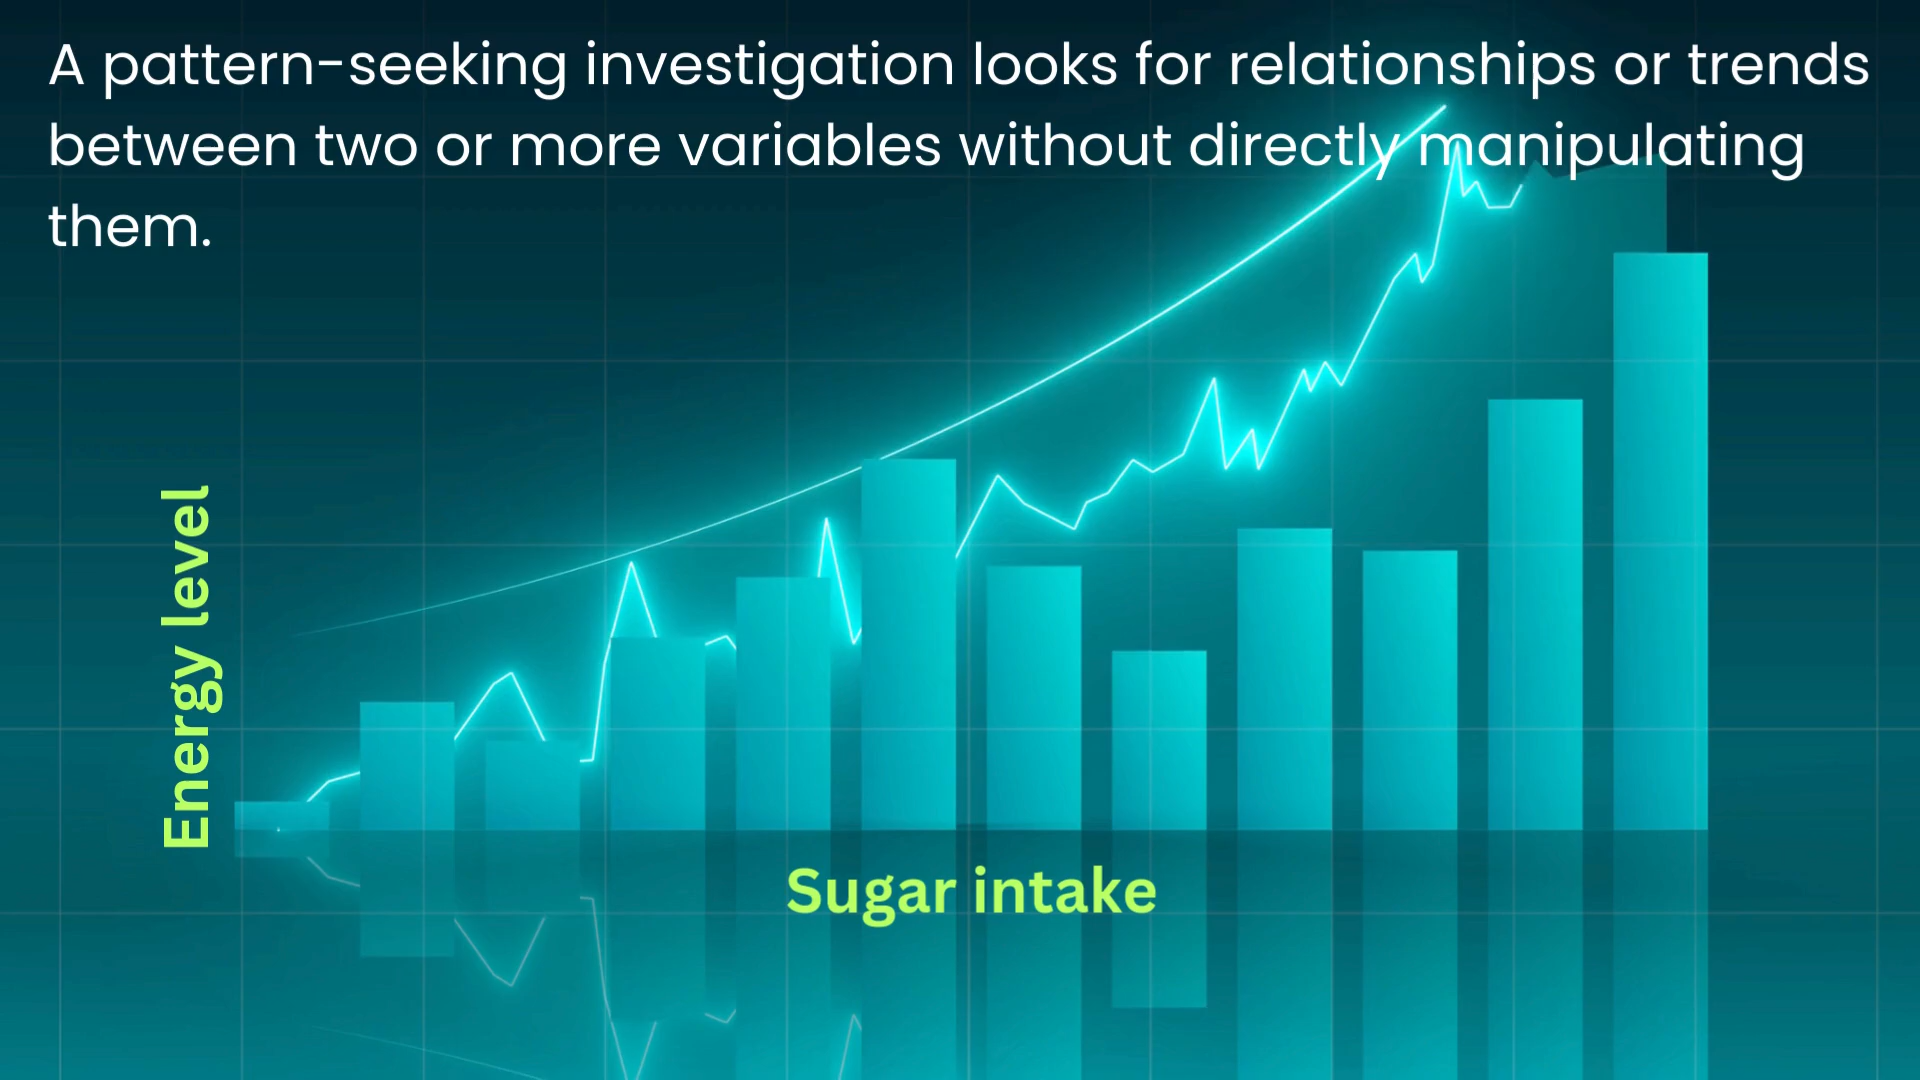 A pattern-seeking investigation looks for relationships or trends
between two or more variables without directly manipulating
them.
Energy level
Sugar intake